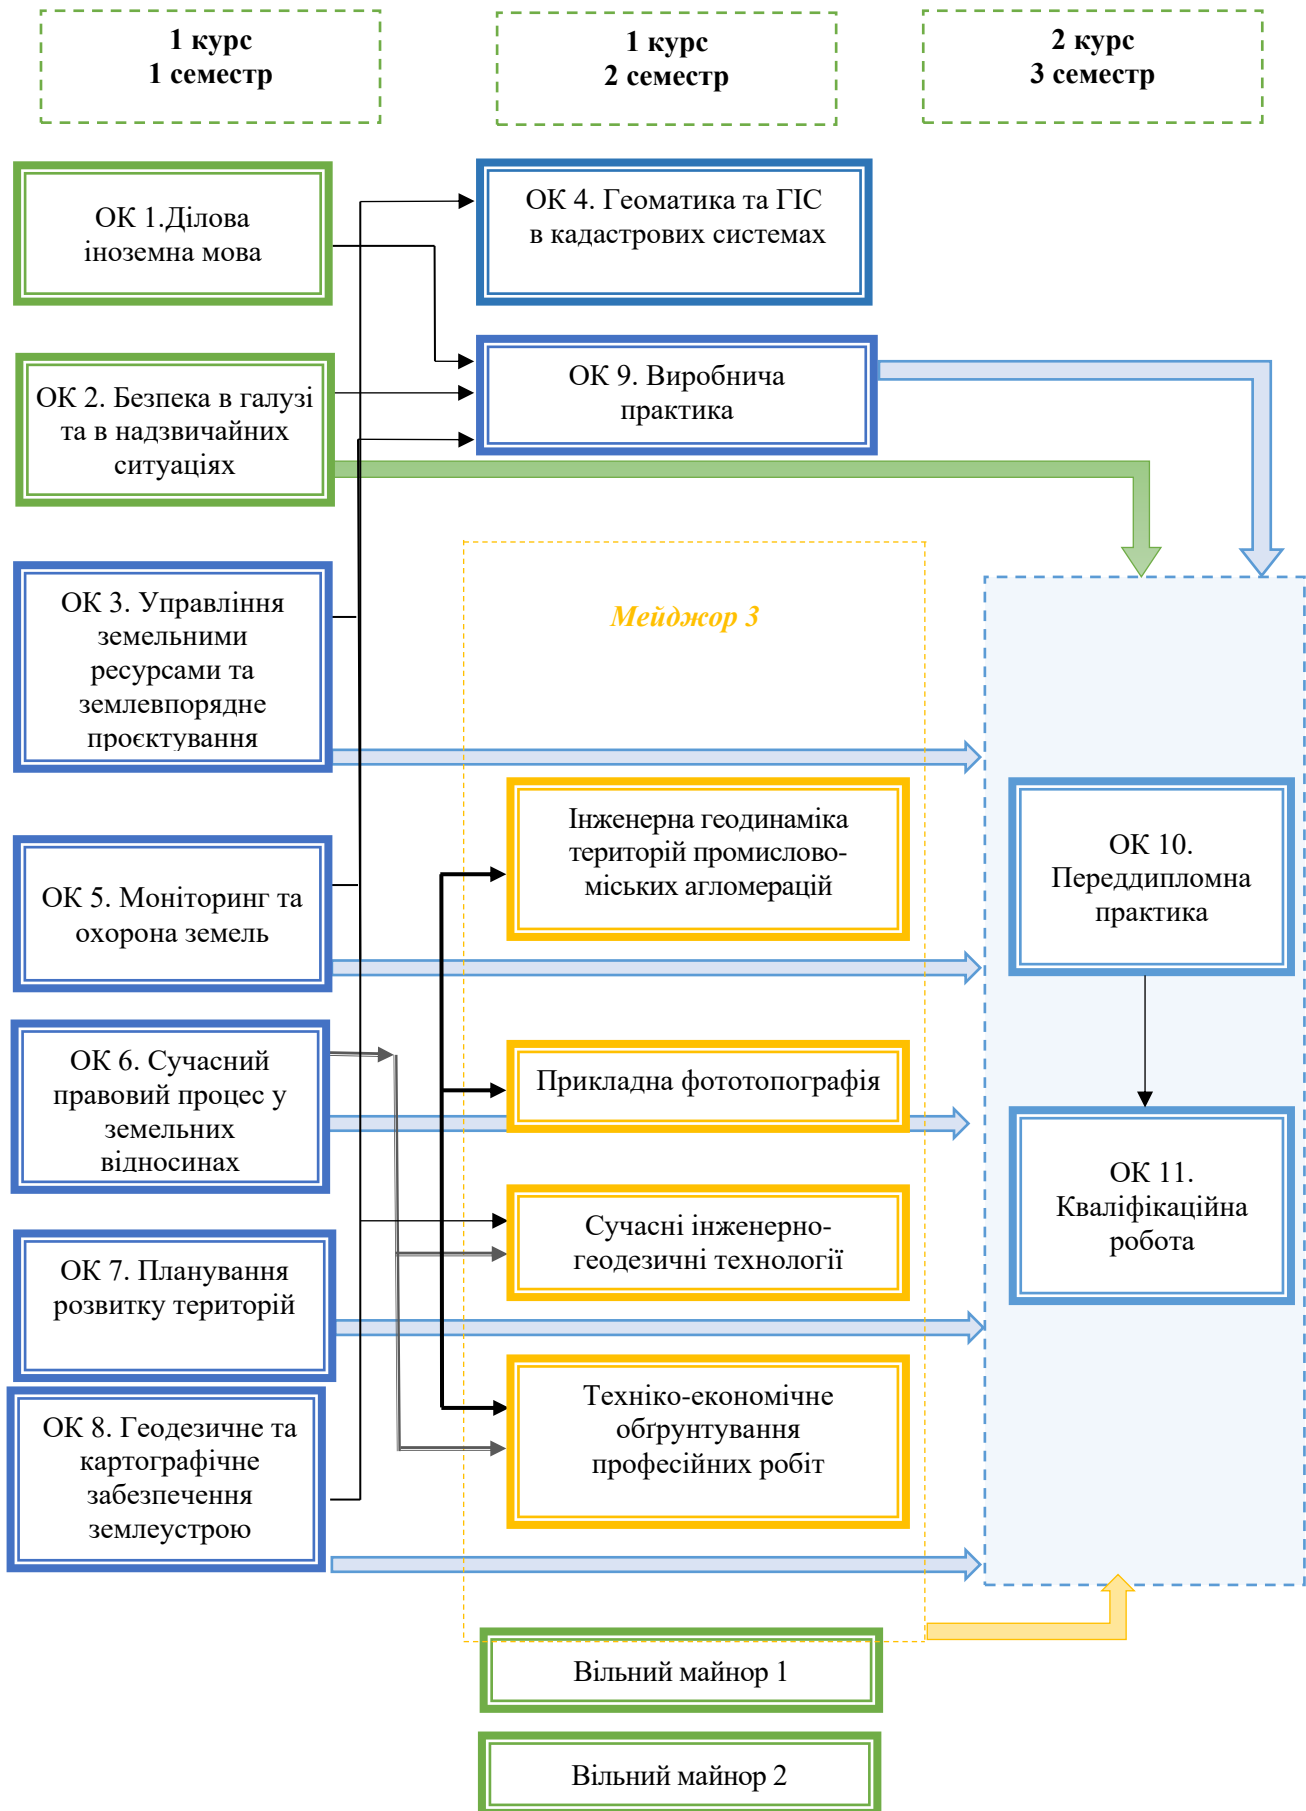 1 курс
1 семестр
1 курс
2 семестр
2 курс
3 семестр
ОК 1.Ділова
іноземна мова
ОК 2. Безпека в галузі
та в надзвичайних
ситуаціях
ОК 3. Управління
земельними
ресурсами та
землевпорядне
проєктування
ОК 5. Моніторинг та
охорона земель
ОК 6. Сучасний
правовий процес у
земельних
відносинах
ОК 7. Планування
розвитку територій
ОК 8. Геодезичне та
картографічне
забезпечення
землеустрою
ОК 4. Геоматика та ГІС
в кадастрових системах
ОК 9. Виробнича
практика
Мейджор 3
Інженерна геодинаміка
територій промислово-
міських агломерацій
Прикладна фототопографія
Сучасні інженерно-
геодезичні технології
Техніко-економічне
обґрунтування
професійних робіт
Вільний майнор 1
Вільний майнор 2
ОК 10.
Переддипломна
практика
ОК 11.
Кваліфікаційна
робота